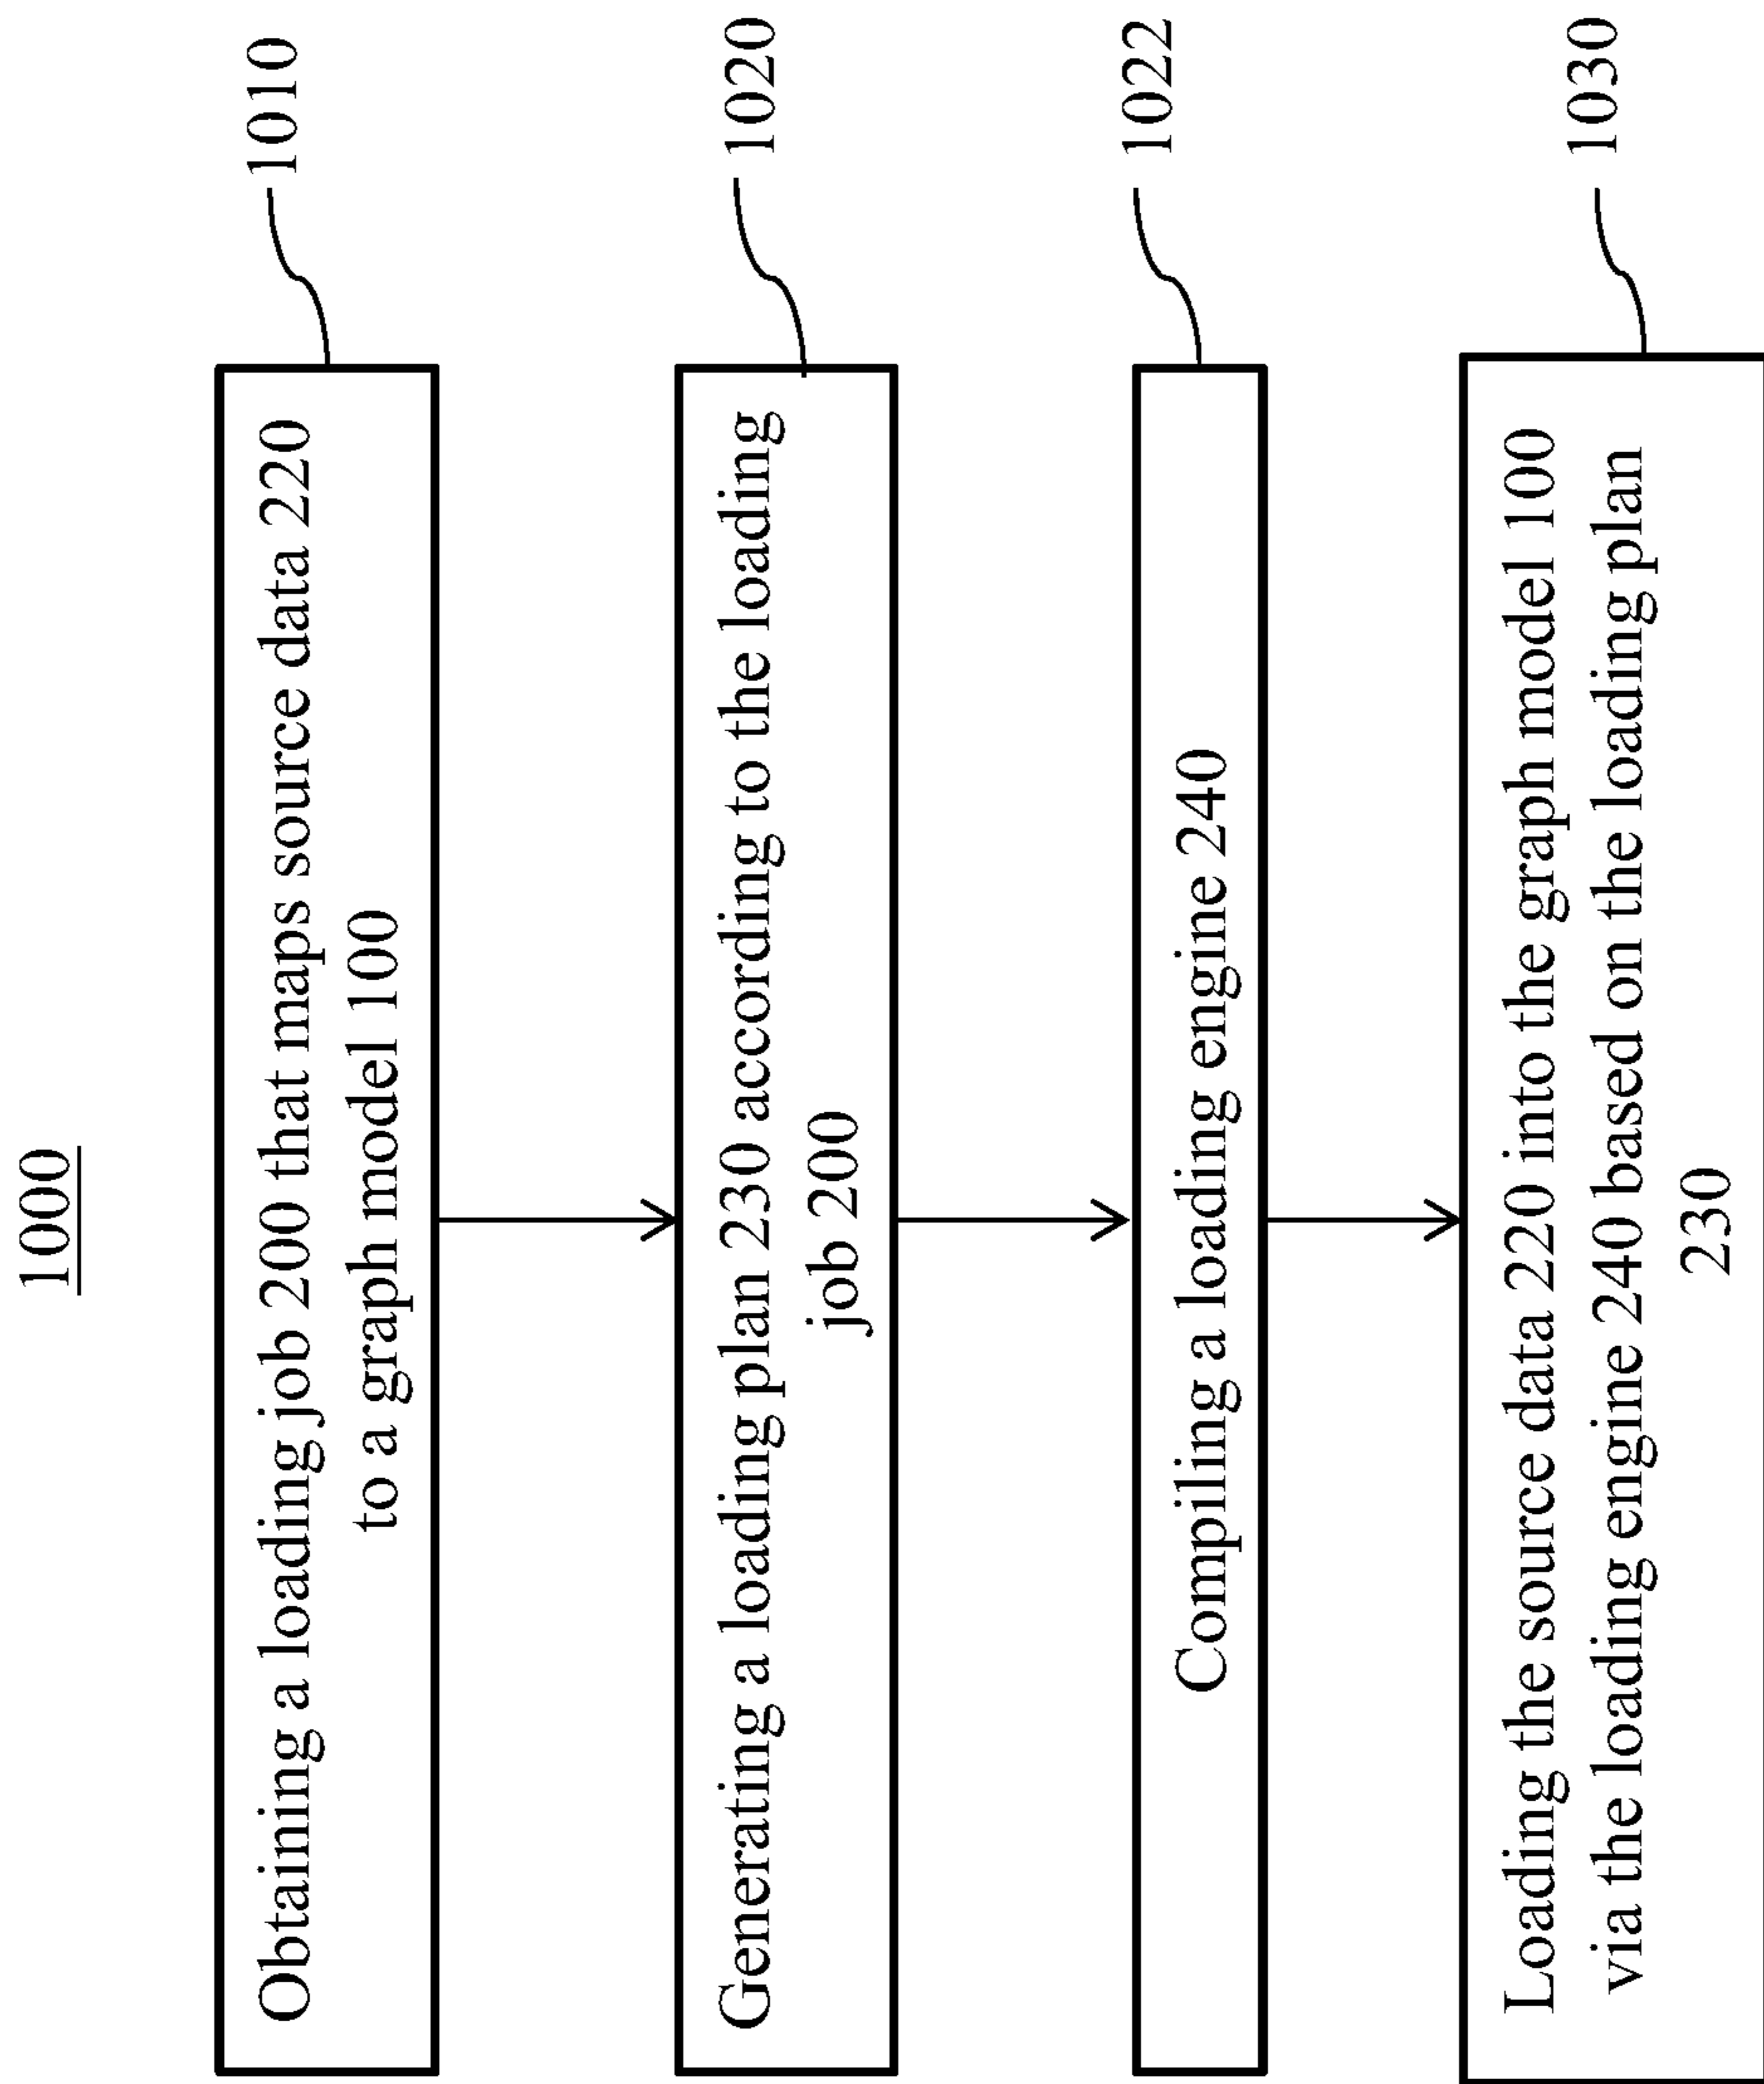 1000
Obtaining a loading job 200 that maps source data 220
to a graph model 100
1010
Generating a loading plan 230 according to the loading
job 200
1020
Compiling a loading engine 240
1022
Loading the source data 220 into the graph model 100
via the loading engine 240 based on the loading plan
230
1030